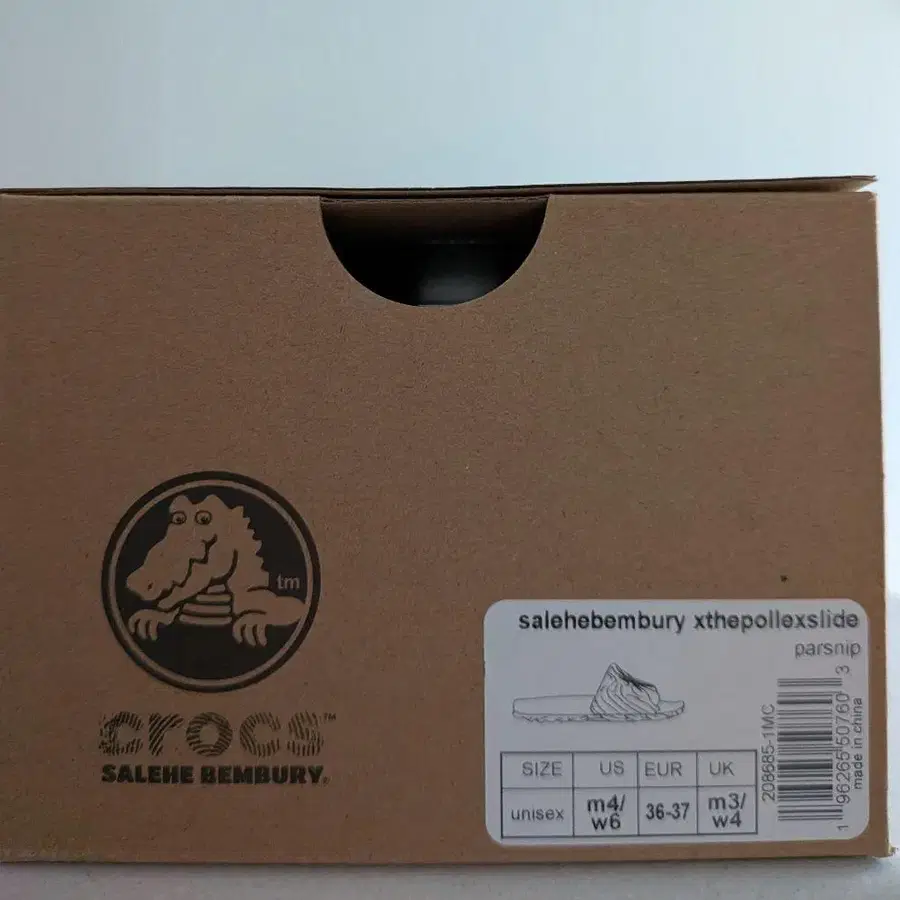 tm
crocs™
SALEHE BEMBURY.
salehebembury xthepollexslide
parsnip
SIZE US EUR UK
unisex m4/w6 36-37 m3/w4
208685-1MC
1 96265 50760 3
made in china